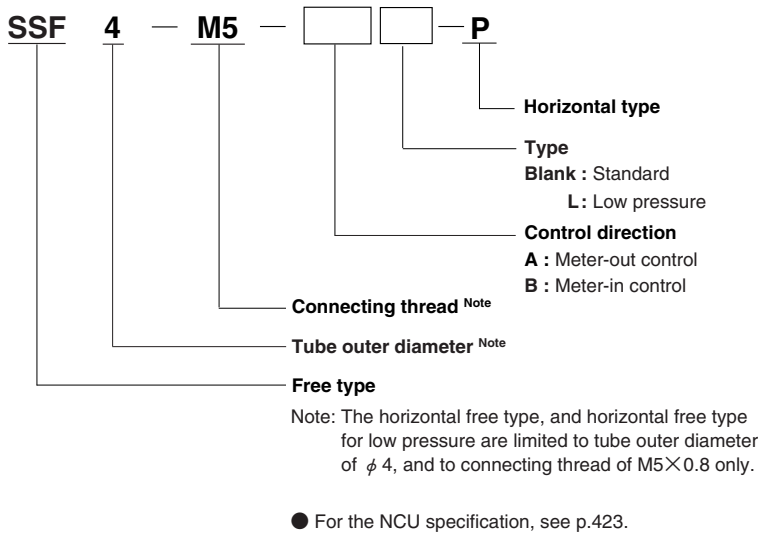 SSF 4 — M5 — — P
Horizontal type
Type
Blank : Standard
L : Low pressure
Control direction
A : Meter-out control
B : Meter-in control
Connecting thread Note
Tube outer diameter Note
Free type
Note: The horizontal free type, and horizontal free type
for low pressure are limited to tube outer diameter
of φ 4, and to connecting thread of M5×0.8 only.
● For the NCU specification, see p.423.